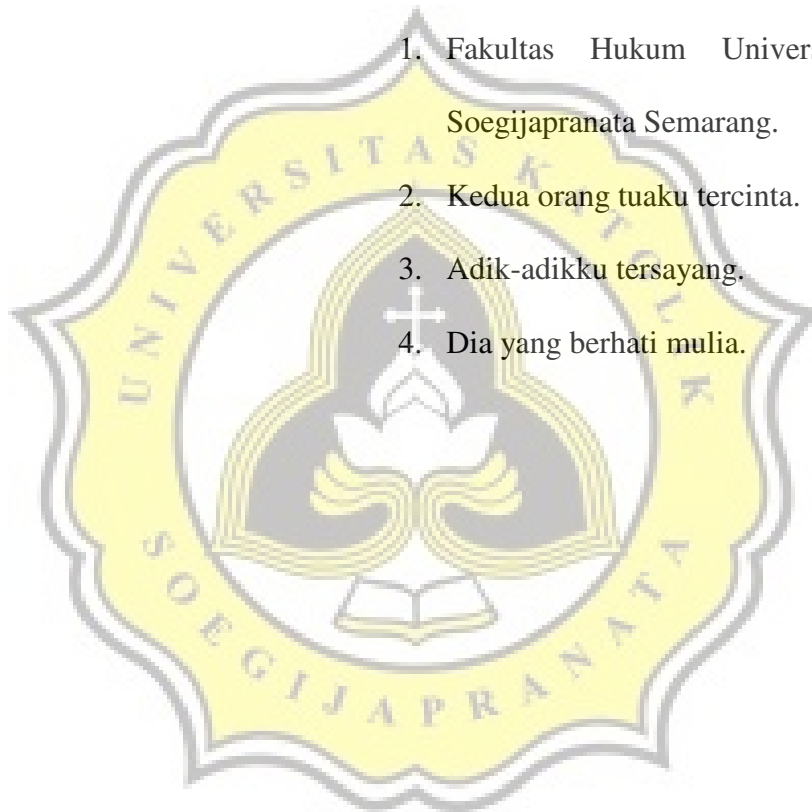 1. Fakultas Hukum
Soegijapranata Semarang.
2. Kedua orang tuaku tercinta.
3. Adik-adikku tersayang.
4. Dia yang berhati mulia.
UNIVERSITAS KATOLIK
SOEGIJAPRANATA